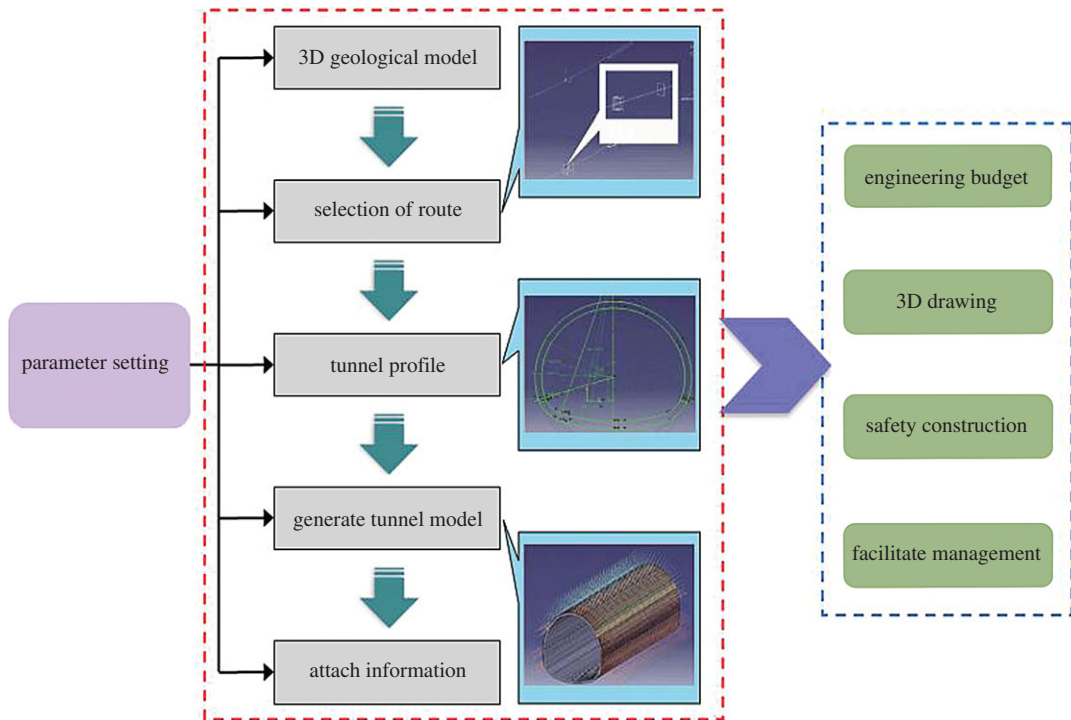 3D geological model
selection of route
parameter setting
tunnel profile
generate tunnel model
attach information
engineering budget
3D drawing
safety construction
facilitate management